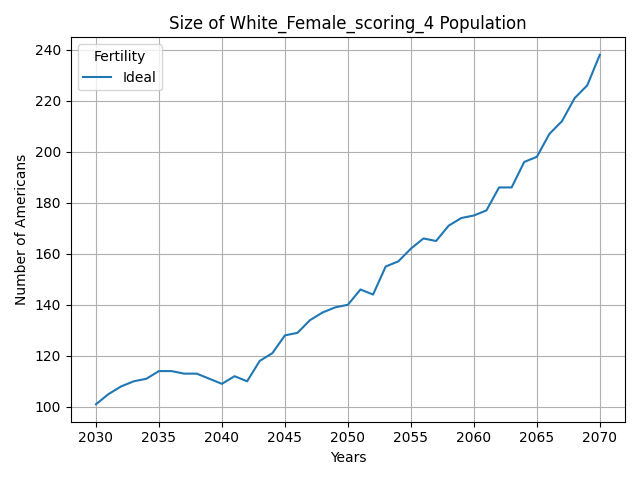 Size of White_Female_scoring_4 Population
Fertility
Ideal
Number of Americans
240
220
200
180
160
140
120
100
2030 2035 2040 2045 2050 2055 2060 2065 2070
Years